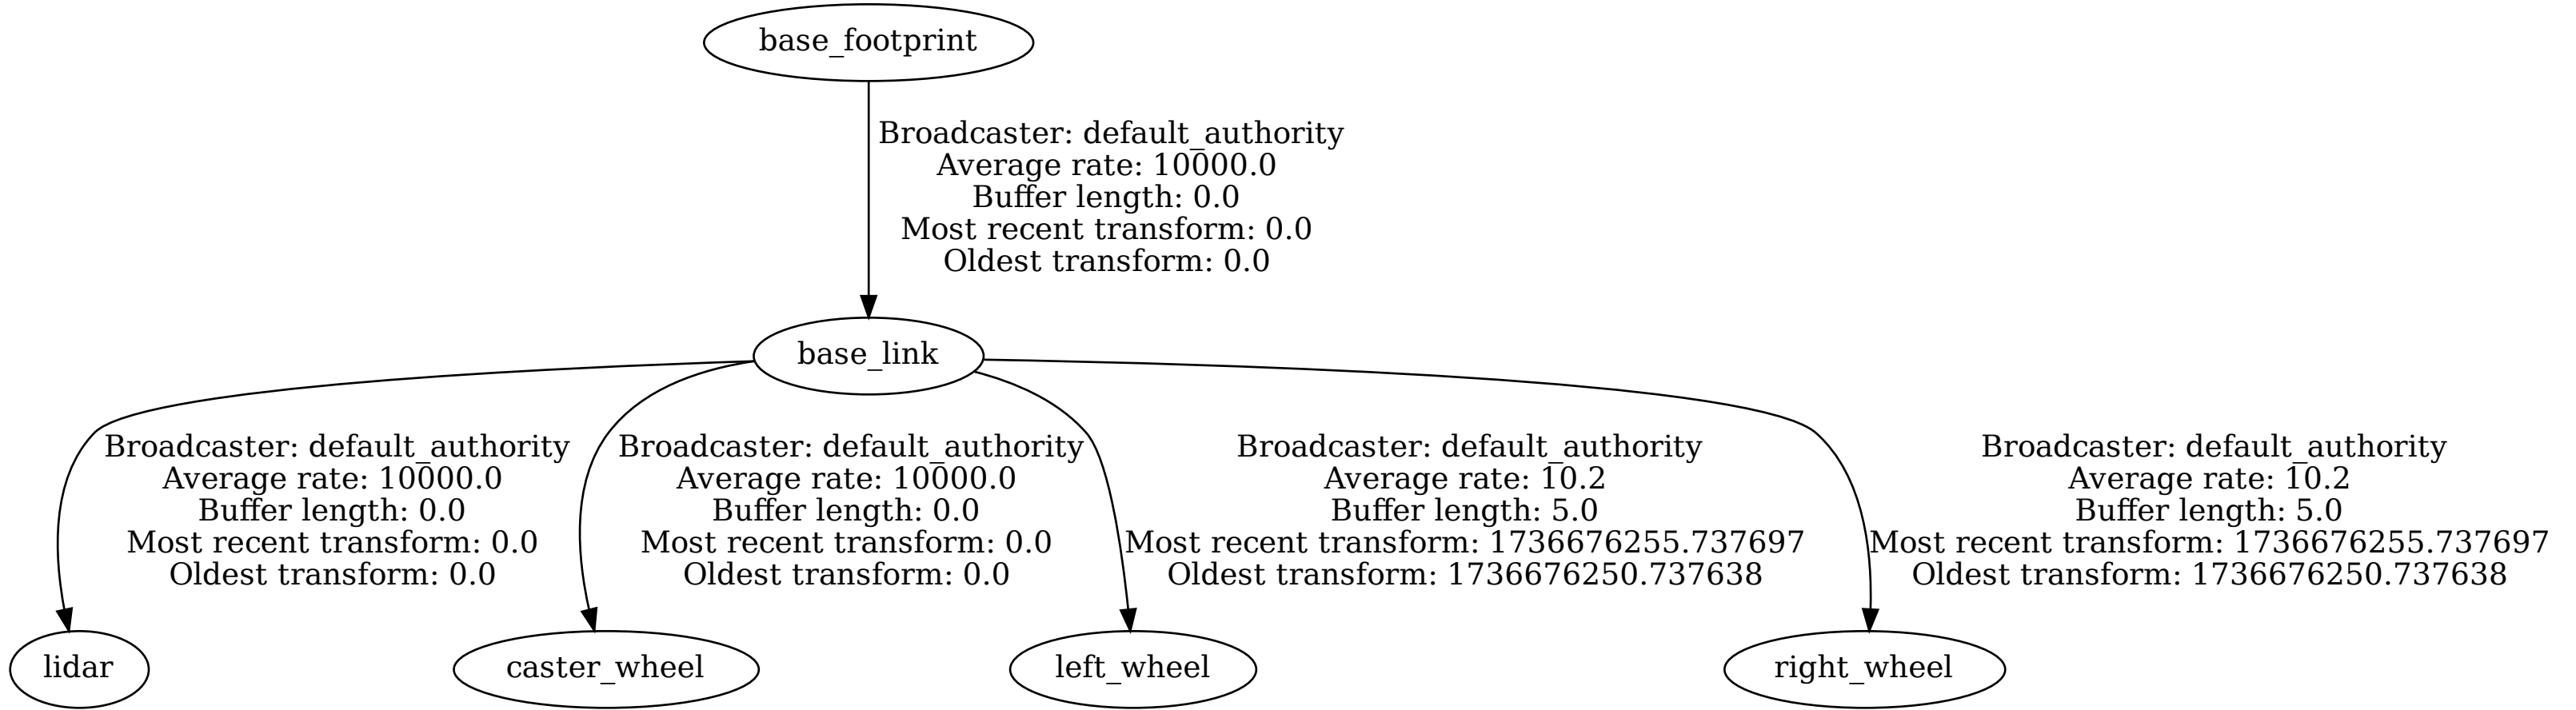 base_footprint
Broadcaster: default_authority
Average rate: 10000.0
Buffer length: 0.0
Most recent transform: 0.0
Oldest transform: 0.0
base_link
Broadcaster: default_authority
Average rate: 10000.0
Buffer length: 0.0
Most recent transform: 0.0
Oldest transform: 0.0
Broadcaster: default_authority
Average rate: 10000.0
Buffer length: 0.0
Most recent transform: 0.0
Oldest transform: 0.0
Broadcaster: default_authority
Average rate: 10.2
Buffer length: 5.0
Most recent transform: 1736676255.737697
Oldest transform: 1736676250.737638
Broadcaster: default_authority
Average rate: 10.2
Buffer length: 5.0
Most recent transform: 1736676255.737697
Oldest transform: 1736676250.737638
lidar
caster_wheel
left_wheel
right_wheel